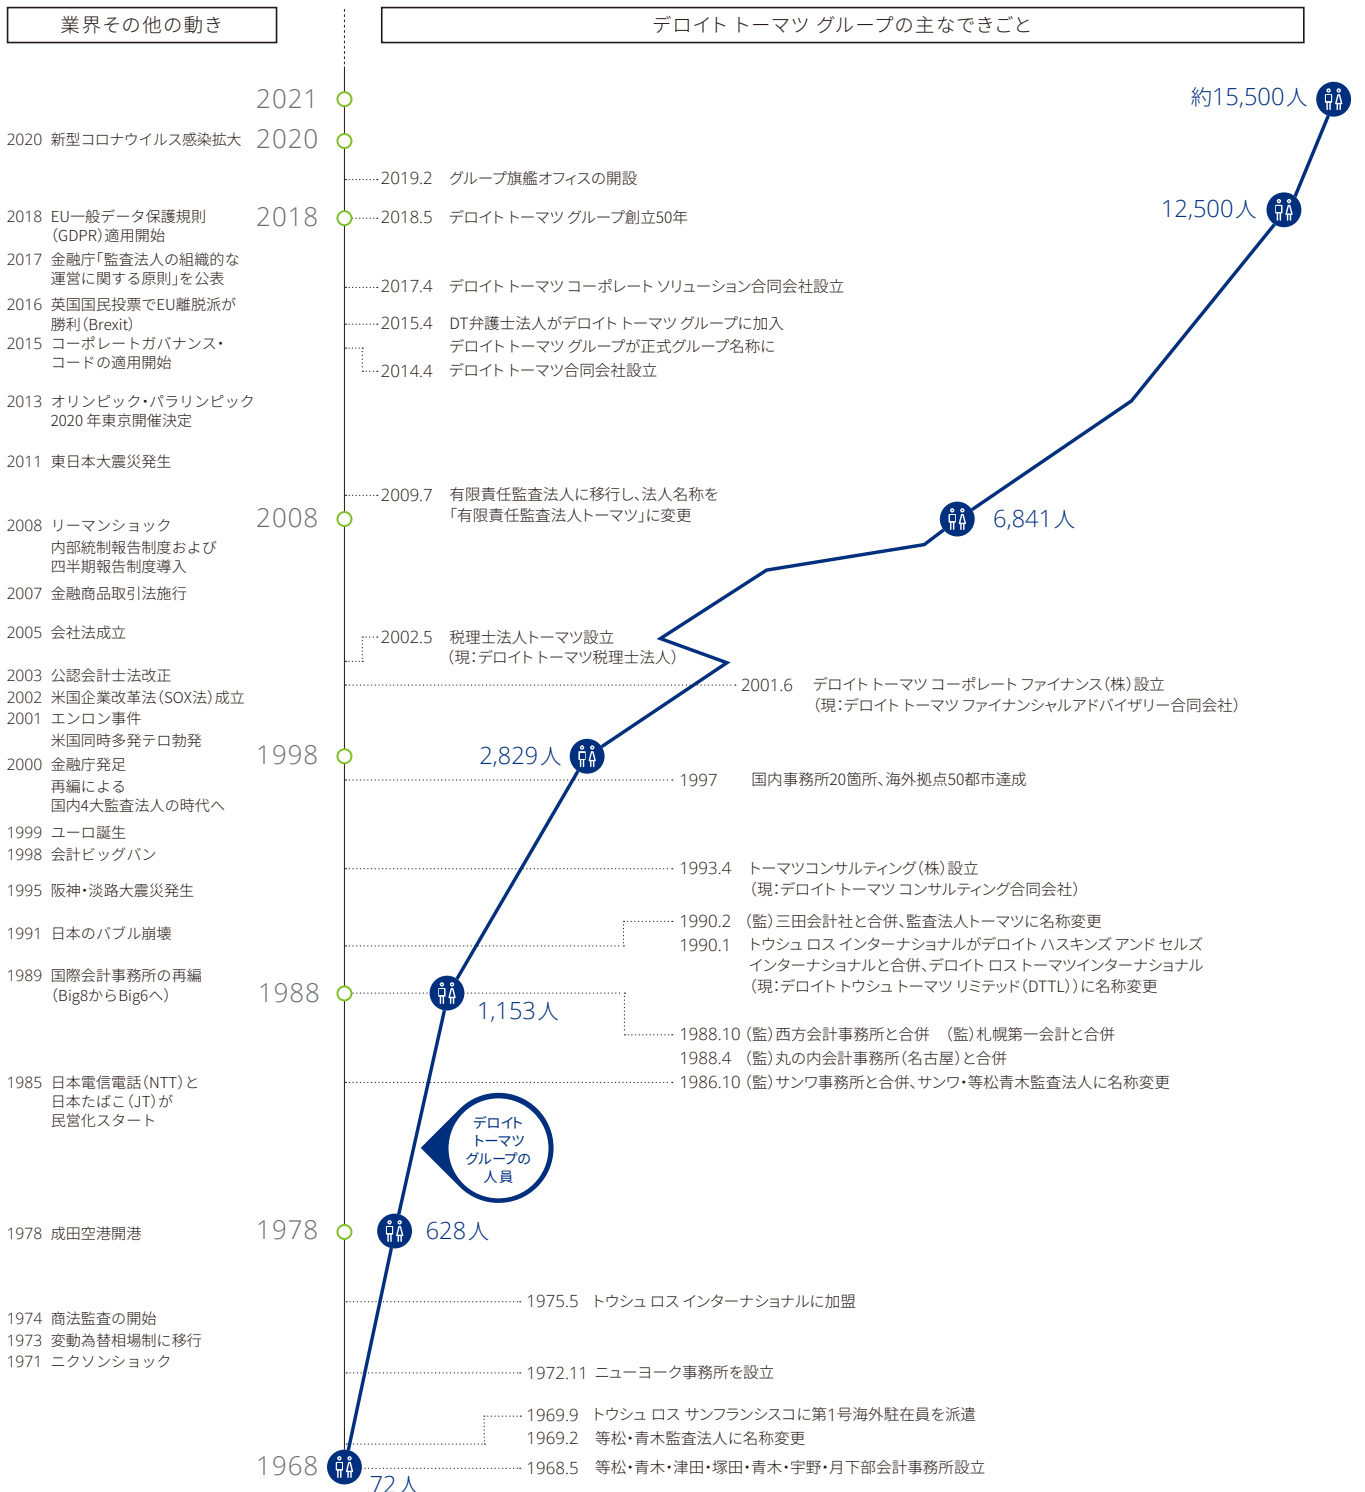 業界その他の動き
デロイト トーマツ グループの主なできごと
2021
約15,500人
2020 新型コロナウイルス感染拡大
2020
2019.2 グループ旗艦オフィスの開設
12,500人
2018 EU一般データ保護規則
（GDPR）適用開始
2018
2018.5 デロイト トーマツ グループ創立50年
2017 金融庁「監査法人の組織的な
運営に関する原則」を公表
2017.4 デロイト トーマツ コーポレート ソリューション合同会社設立
2016 英国国民投票でEU離脱派が
勝利（Brexit）
2015.4 DT弁護士法人がデロイト トーマツ グループに加入
デロイト トーマツ グループが正式グループ名称に
2015 コーポレートガバナンス・
コードの適用開始
2014.4 デロイト トーマツ合同会社設立
2013 オリンピック・パラリンピック
2020 年東京開催決定
2011 東日本大震災発生
2009.7 有限責任監査法人に移行し、法人名称を
「有限責任監査法人トーマツ」に変更
2008
6,841人
2008 リーマンショック
内部統制報告制度および
四半期報告制度導入
2007 金融商品取引法施行
2005 会社法成立
2002.5 税理士法人トーマツ設立
（現：デロイト トーマツ税理士法人）
2003 公認会計士法改正
2001.6 デロイト トーマツ コーポレート ファイナンス（株）設立
（現：デロイト トーマツ ファイナンシャルアドバイザリー合同会社）
2002 米国企業改革法（SOX法）成立
2001 エンロン事件
米国同時多発テロ勃発
1998
2,829人
2000 金融庁発足
再編による
国内4大監査法人の時代へ
1997 国内事務所20箇所、海外拠点50都市達成
1999 ユーロ誕生
1998 会計ビッグバン
1993.4 トーマツコンサルティング（株）設立
（現：デロイト トーマツ コンサルティング合同会社）
1995 阪神・淡路大震災発生
1990.2 （監）三田会計社と合併、監査法人トーマツに名称変更
1991 日本のバブル崩壊
1990.1 トウシュ ロス インターナショナルがデロイト ハスキンズ アンド セルズ
インターナショナルと合併、デロイト ロス トーマツインターナショナル
（現：デロイト トウシュ トーマツ リミテッド（DTTL））に名称変更
1989 国際会計事務所の再編
（Big8からBig6へ）
1988
1,153人
1988.10 （監）西方会計事務所と合併 （監）札幌第一会計と合併
1988.4 （監）丸の内会計事務所（名古屋）と合併
1986.10 （監）サンワ事務所と合併、サンワ・等松青木監査法人に名称変更
1985 日本電信電話（NTT）と
日本たばこ（JT）が
民営化スタート
デロイト
トーマツ
グループの
人員
1978 成田空港開港
1978
628人
1975.5 トウシュ ロス インターナショナルに加盟
1974 商法監査の開始
1973 変動為替相場制に移行
1971 ニクソンショック
1972.11 ニューヨーク事務所を設立
1969.9 トウシュ ロス サンフランシスコに第1号海外駐在員を派遣
1969.2 等松・青木監査法人に名称変更
1968
1968.5 等松・青木・津田・塚田・青木・宇野・月下部会計事務所設立
72人